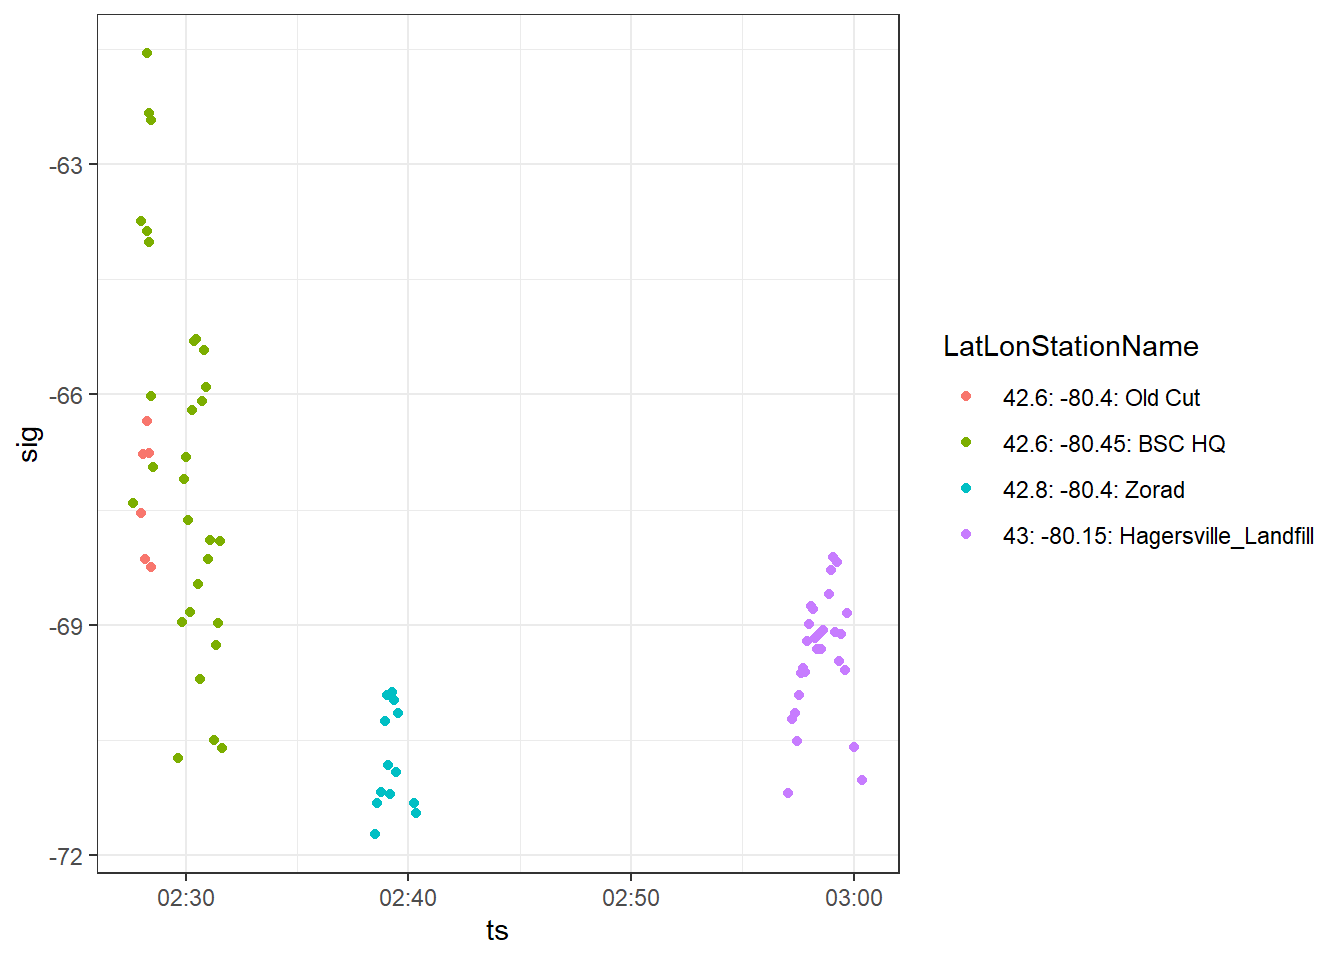 sig
-63
-66
-69
-72
02:30
02:40
02:50
03:00
ts
LatLonStationName
42.6: -80.4: Old Cut
42.6: -80.45: BSC HQ
42.8: -80.4: Zorad
43: -80.15: Hagersville_Landfill